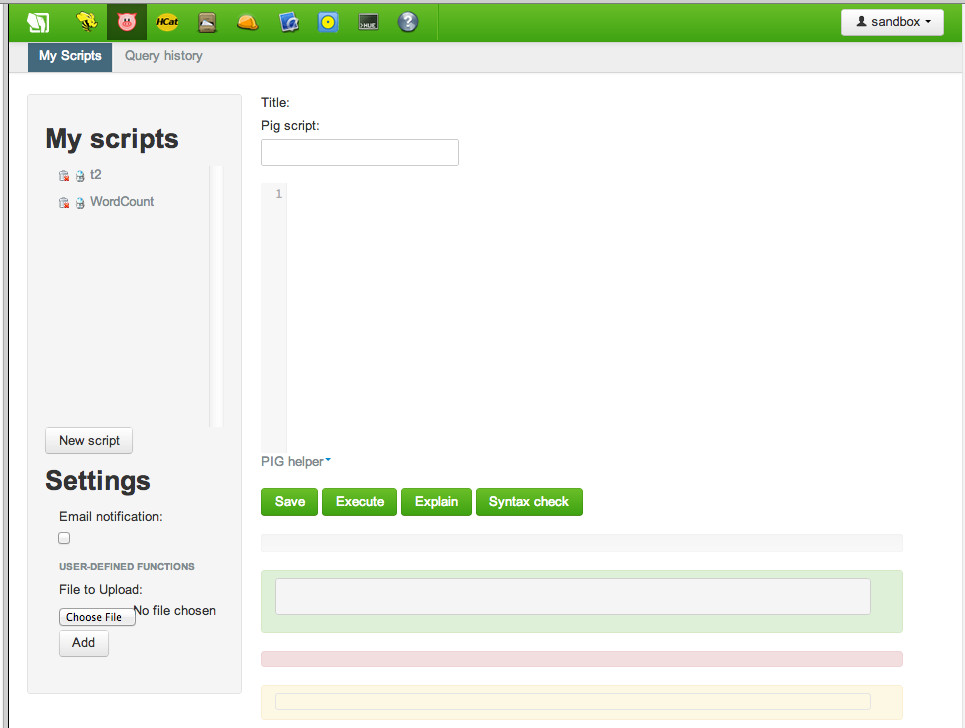 HCat
>HUE
?
sandbox
My Scripts
Query history
My scripts
t2
WordCount
New script
Settings
Email notification:
USER-DEFINED FUNCTIONS
File to Upload:
Choose File No file chosen
Add
Title:
Pig script:
1
PIG helper
Save
Execute
Explain
Syntax check